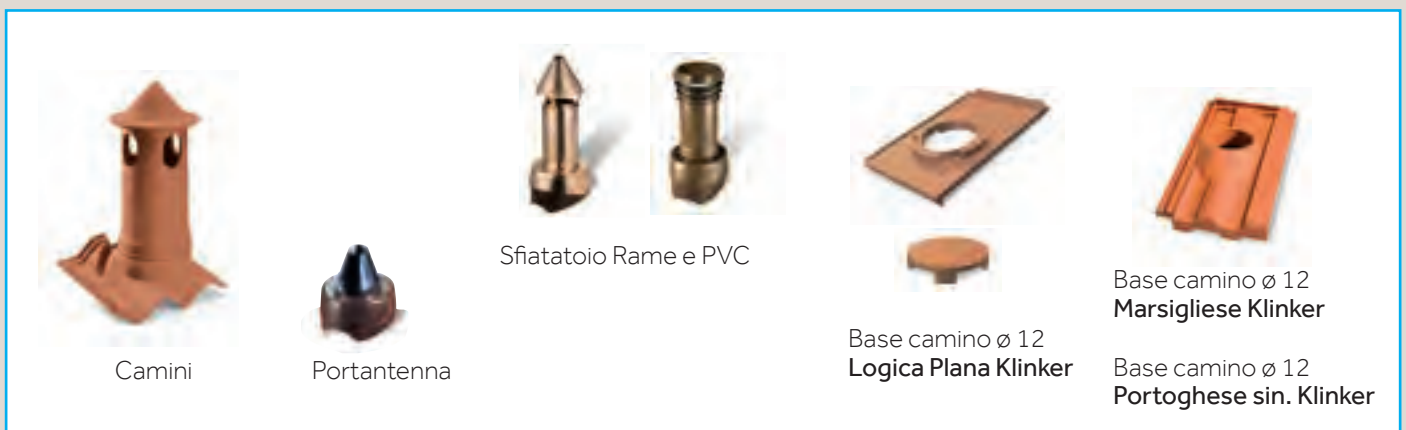 Camini
Portantenna
Sfiatatoio Rame e PVC
Base camino ø 12
Logica Plana Klinker
Base camino ø 12
Marsigliese Klinker
Base camino ø 12
Portoghese sin. Klinker